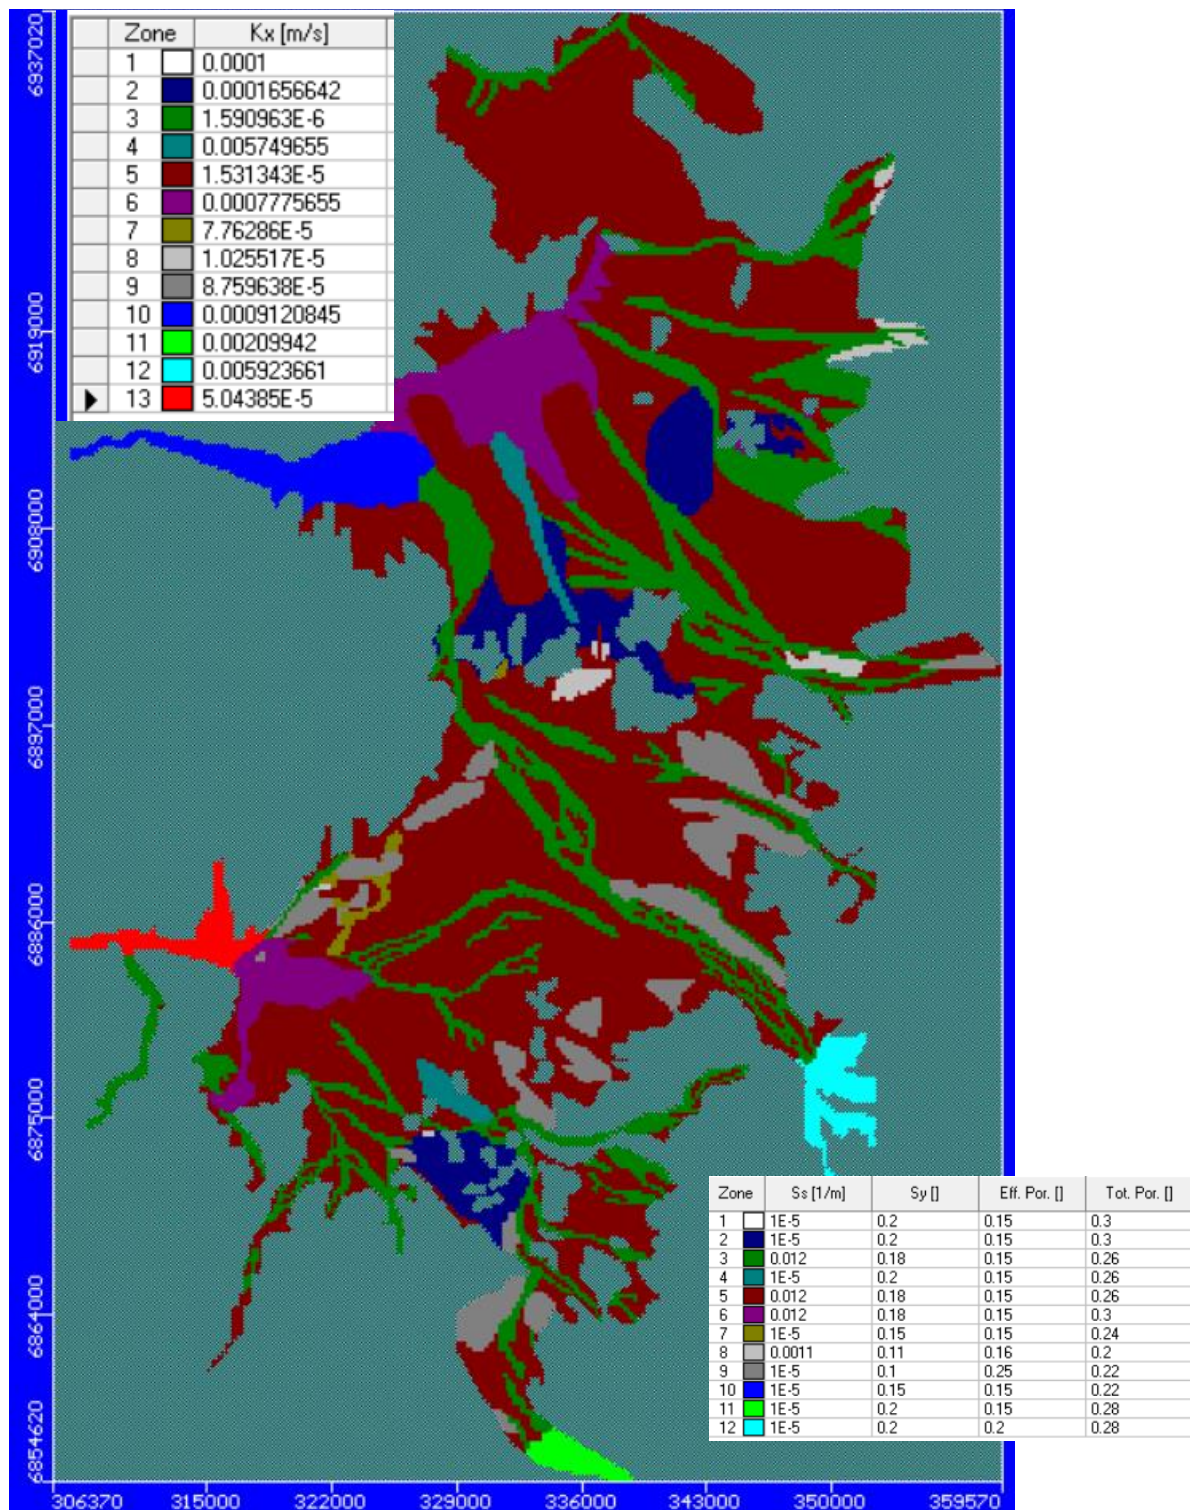 Zone Kx [m/s]
1 0.0001
2 0.0001656642
3 1.590963E-6
4 0.005749655
5 1.531343E-5
6 0.0007775655
7 7.76286E-5
8 1.025517E-5
9 8.759638E-5
10 0.0009120845
11 0.00209942
12 0.005923661
13 5.04385E-5
6937020
6919000
6908000
6897000
6886000
6875000
6864000
6854620
Zone Ss [1/m] Sy [] Eff. Por. [] Tot. Por. []
1 1E-5 0.2 0.15 0.3
2 1E-5 0.2 0.15 0.3
3 0.012 0.18 0.15 0.26
4 1E-5 0.2 0.15 0.26
5 0.012 0.18 0.15 0.26
6 0.012 0.18 0.15 0.3
7 1E-5 0.15 0.15 0.24
8 0.0011 0.11 0.16 0.2
9 1E-5 0.1 0.25 0.22
10 1E-5 0.15 0.15 0.22
11 1E-5 0.2 0.15 0.28
12 1E-5 0.2 0.2 0.28
306370 315000 322000 329000 336000 343000 350000 359570